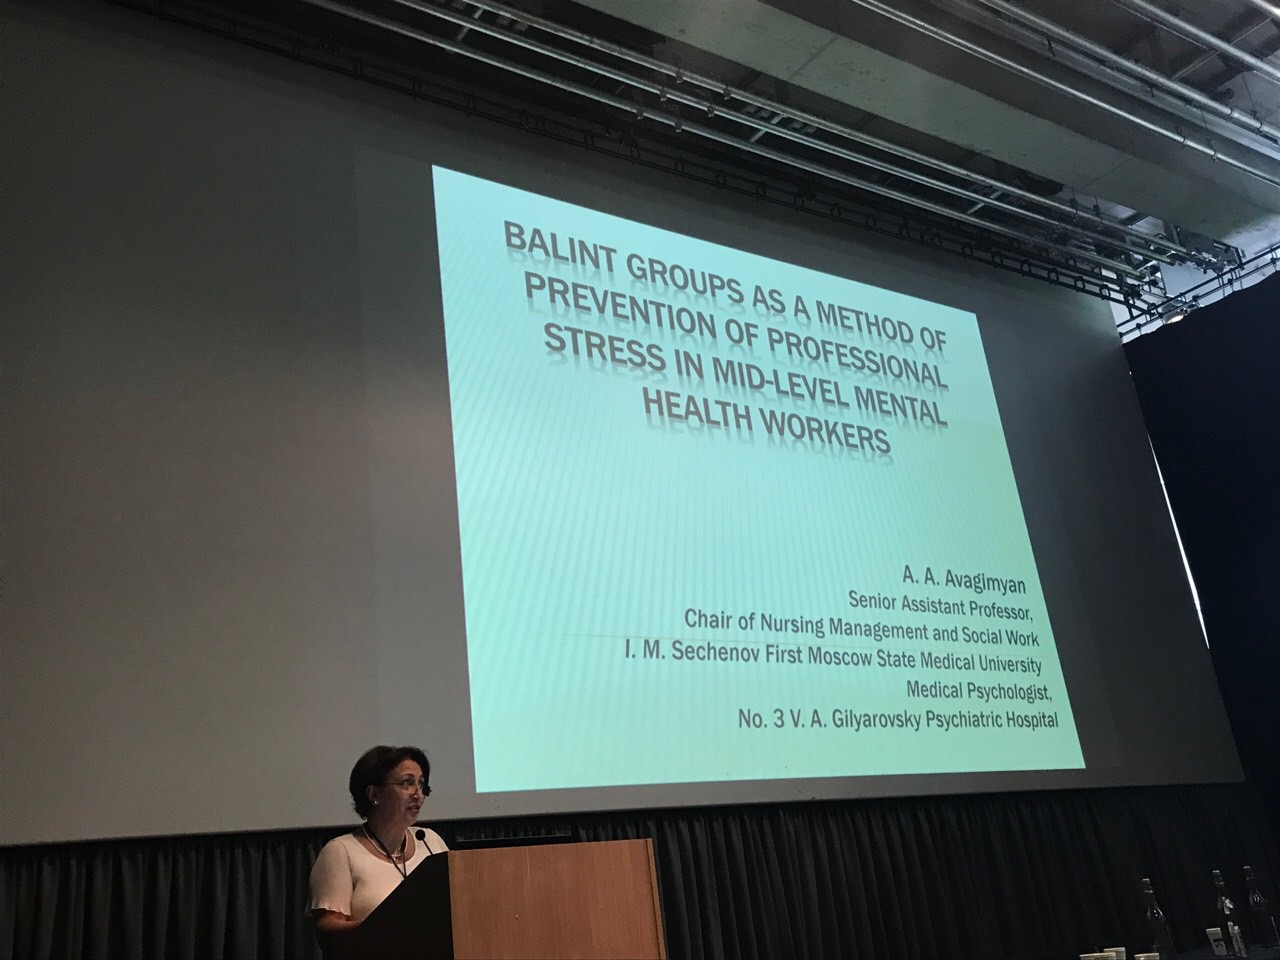 BALINT GROUPS AS A METHOD OF
PREVENTION OF PROFESSIONAL
STRESS IN MID-LEVEL MENTAL
HEALTH WORKERS
A. A. Avagimyan
Senior Assistant Professor,
Chair of Nursing Management and Social Work
I. M. Sechenov First Moscow State Medical University
Medical Psychologist,
No. 3 V. A. Gilyarovsky Psychiatric Hospital